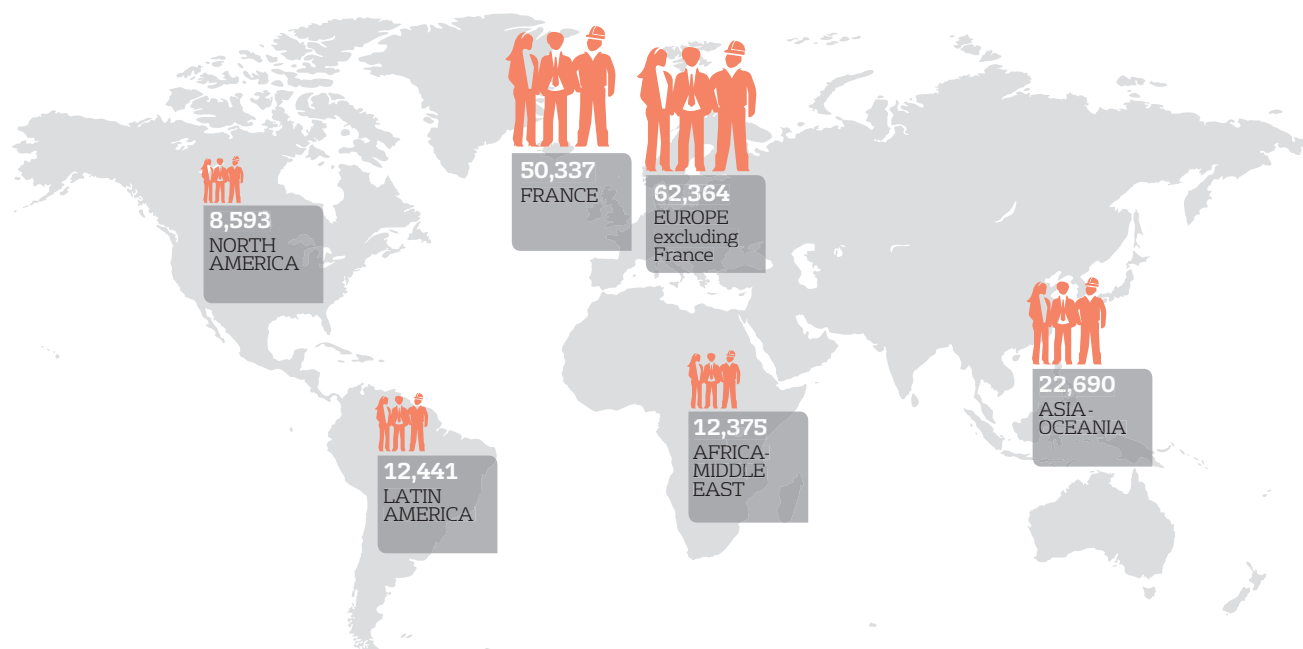 50,337
FRANCE
62,364
EUROPE
excluding
France
8,593
NORTH
AMERICA
22,690
ASIA-
OCEANIA
12,375
AFRICA-
MIDDLE
EAST
12,441
LATIN
AMERICA